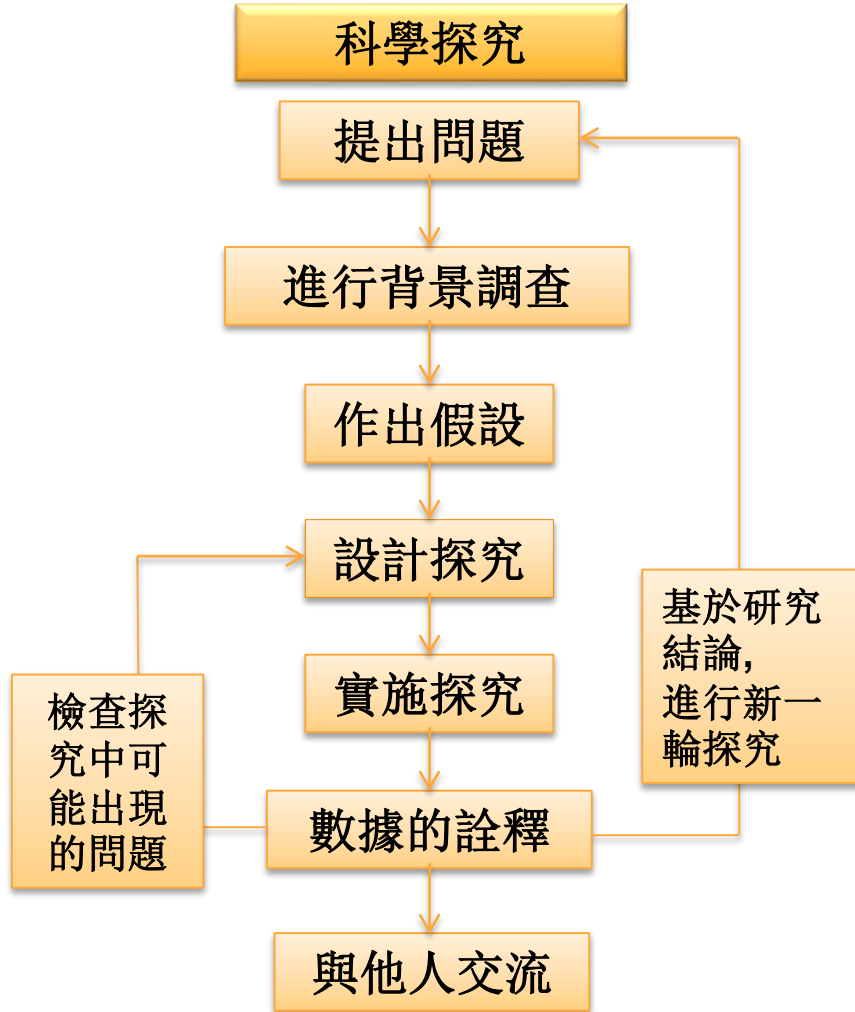 科學探究
提出問題
進行背景調查
作出假設
設計探究
實施探究
數據的詮釋
與他人交流
檢查探
究中可
能出現
的問題
基於研究
結論,
進行新一
輪探究